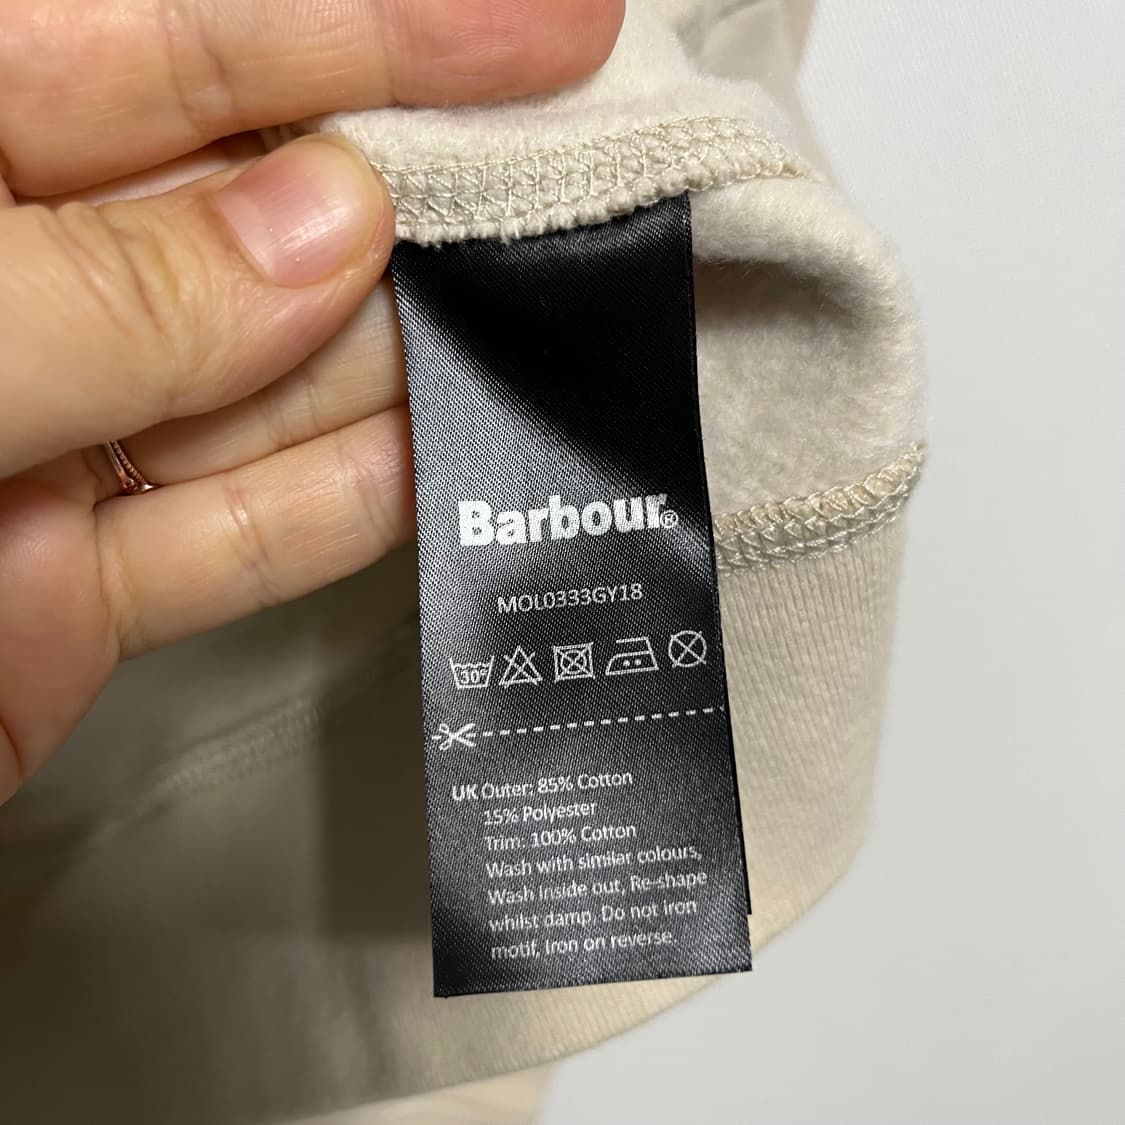 Barbour®
MOL0333GY18
30°
UK Outer: 85% Cotton
15% Polyester
Trim: 100% Cotton
Wash with similar colours,
Wash inside out, Re-shape
whilst damp, Do not iron
motif, Iron on reverse.